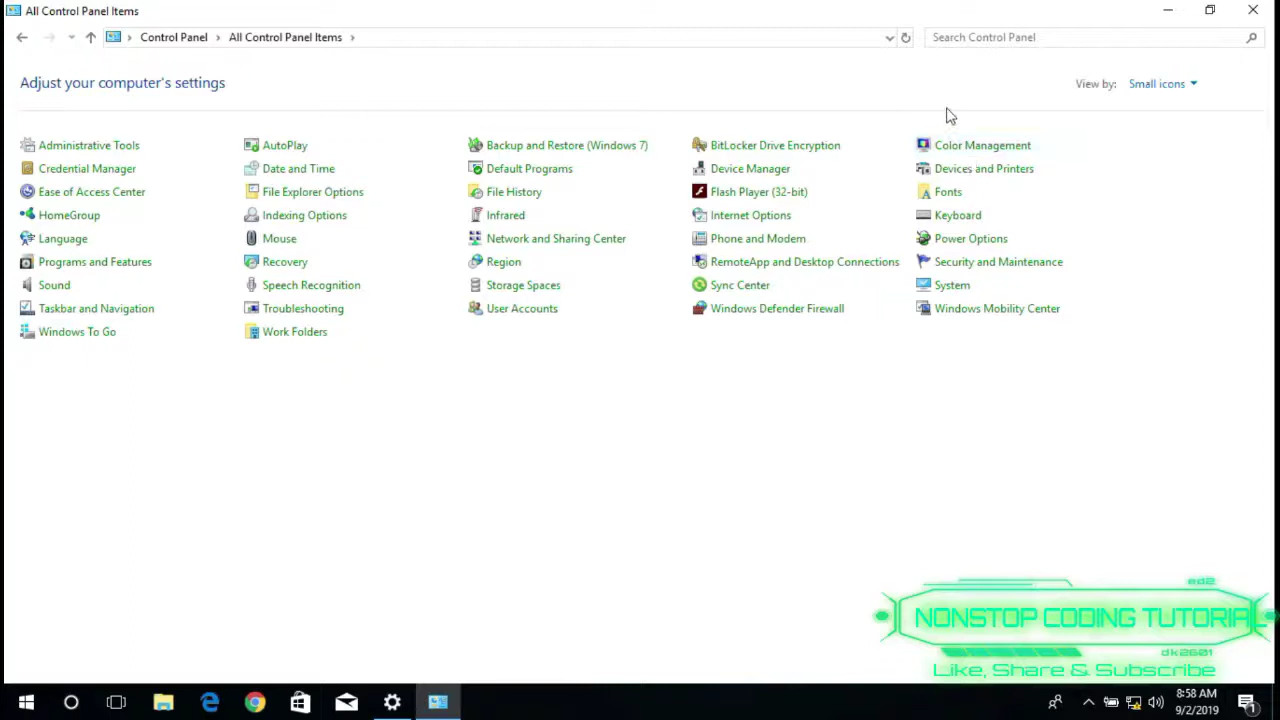 All Control Panel Items
Control Panel > All Control Panel Items >
Search Control Panel
Adjust your computer's settings
View by: Small icons
Administrative Tools
AutoPlay
Backup and Restore (Windows 7)
BitLocker Drive Encryption
Color Management
Credential Manager
Date and Time
Default Programs
Device Manager
Devices and Printers
Ease of Access Center
File Explorer Options
File History
Flash Player (32-bit)
Fonts
HomeGroup
Indexing Options
Infrared
Internet Options
Keyboard
Language
Mouse
Network and Sharing Center
Phone and Modem
Power Options
Programs and Features
Recovery
Region
RemoteApp and Desktop Connections
Security and Maintenance
Sound
Speech Recognition
Storage Spaces
Sync Center
System
Taskbar and Navigation
Troubleshooting
User Accounts
Windows Defender Firewall
Windows Mobility Center
Windows To Go
Work Folders
ed2
NONSTOP CODING TUTORIAL
dk2601
Like, Share & Subscribe
8:58 AM
9/2/2019
1